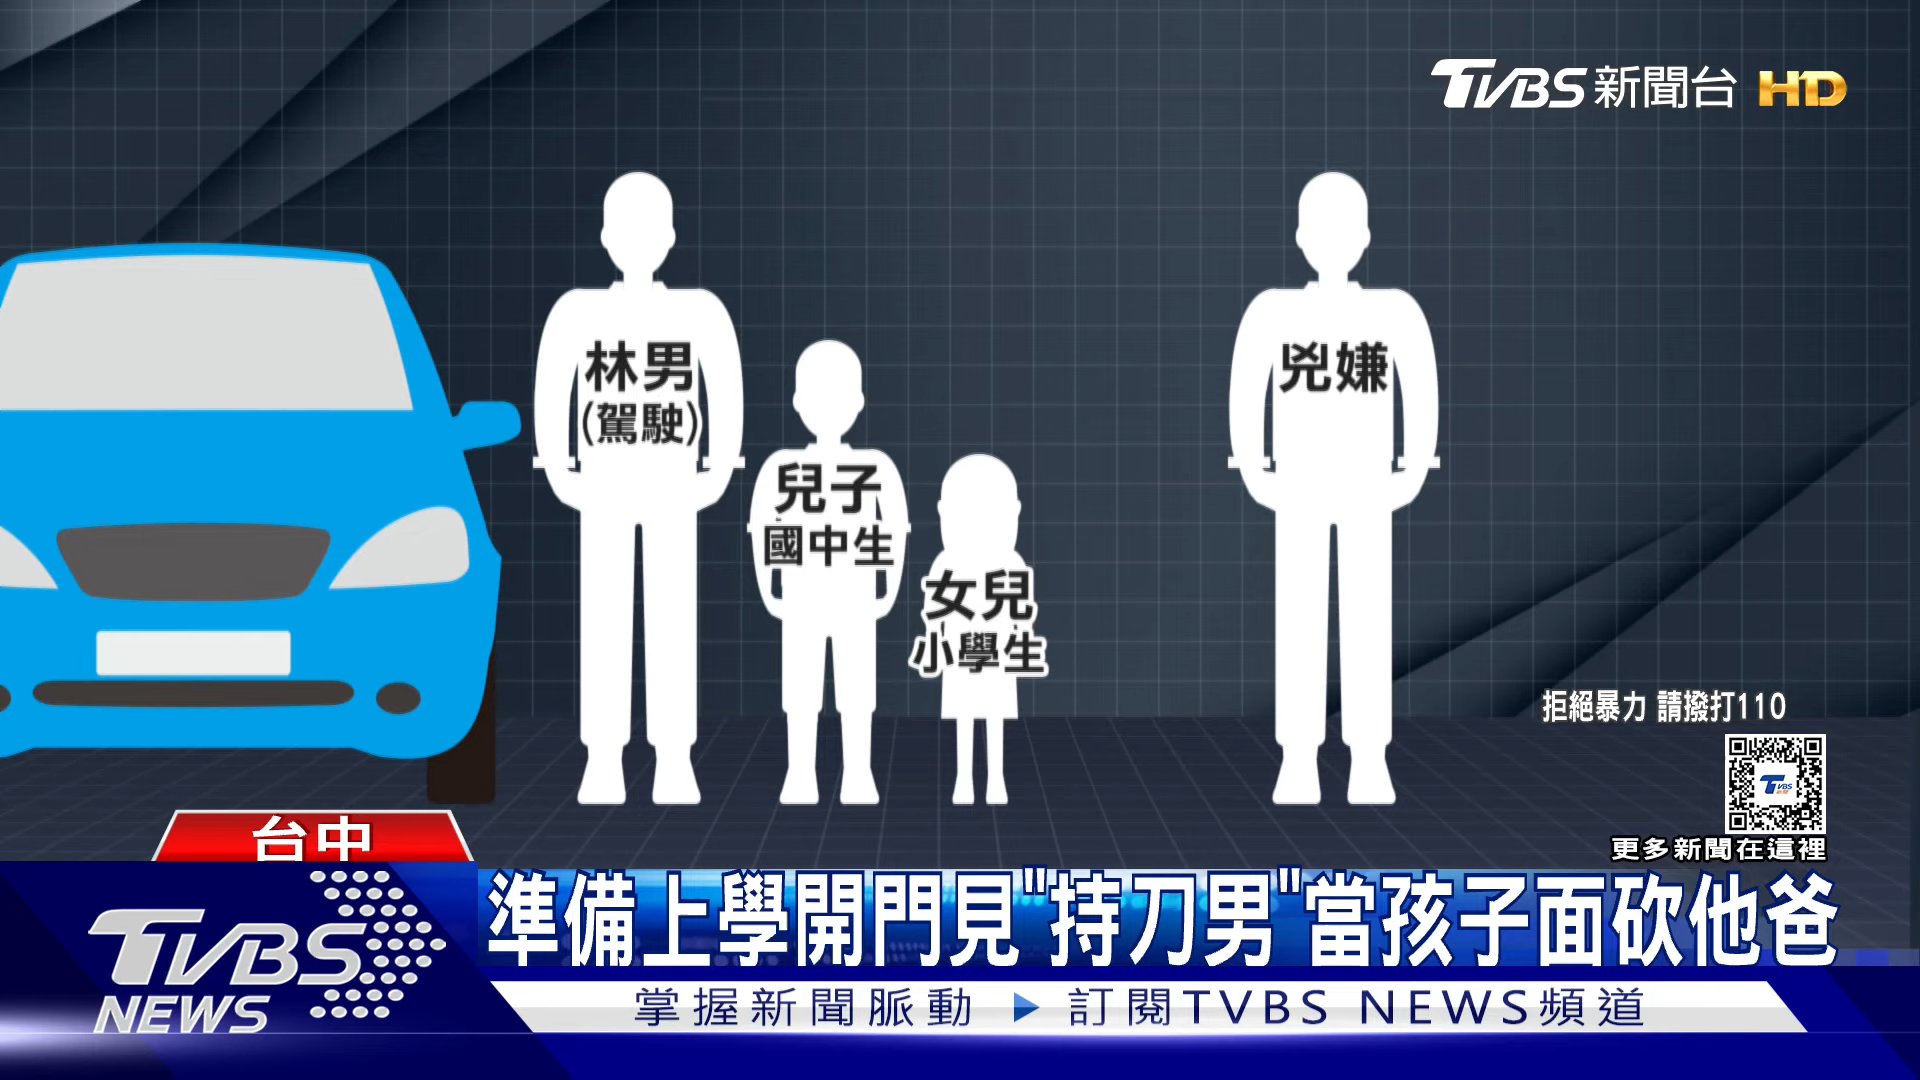 TVBS新聞台 HD
林男
(駕駛)
兒子
國中生
女兒
小學生
兇嫌
拒絕暴力 請撥打110
TVBS
新聞
更多新聞在這裡
台中
準備上學開門見"持刀男"當孩子面砍他爸
TVBS
NEWS
掌握新聞脈動 ▶ 訂閱TVBS NEWS頻道